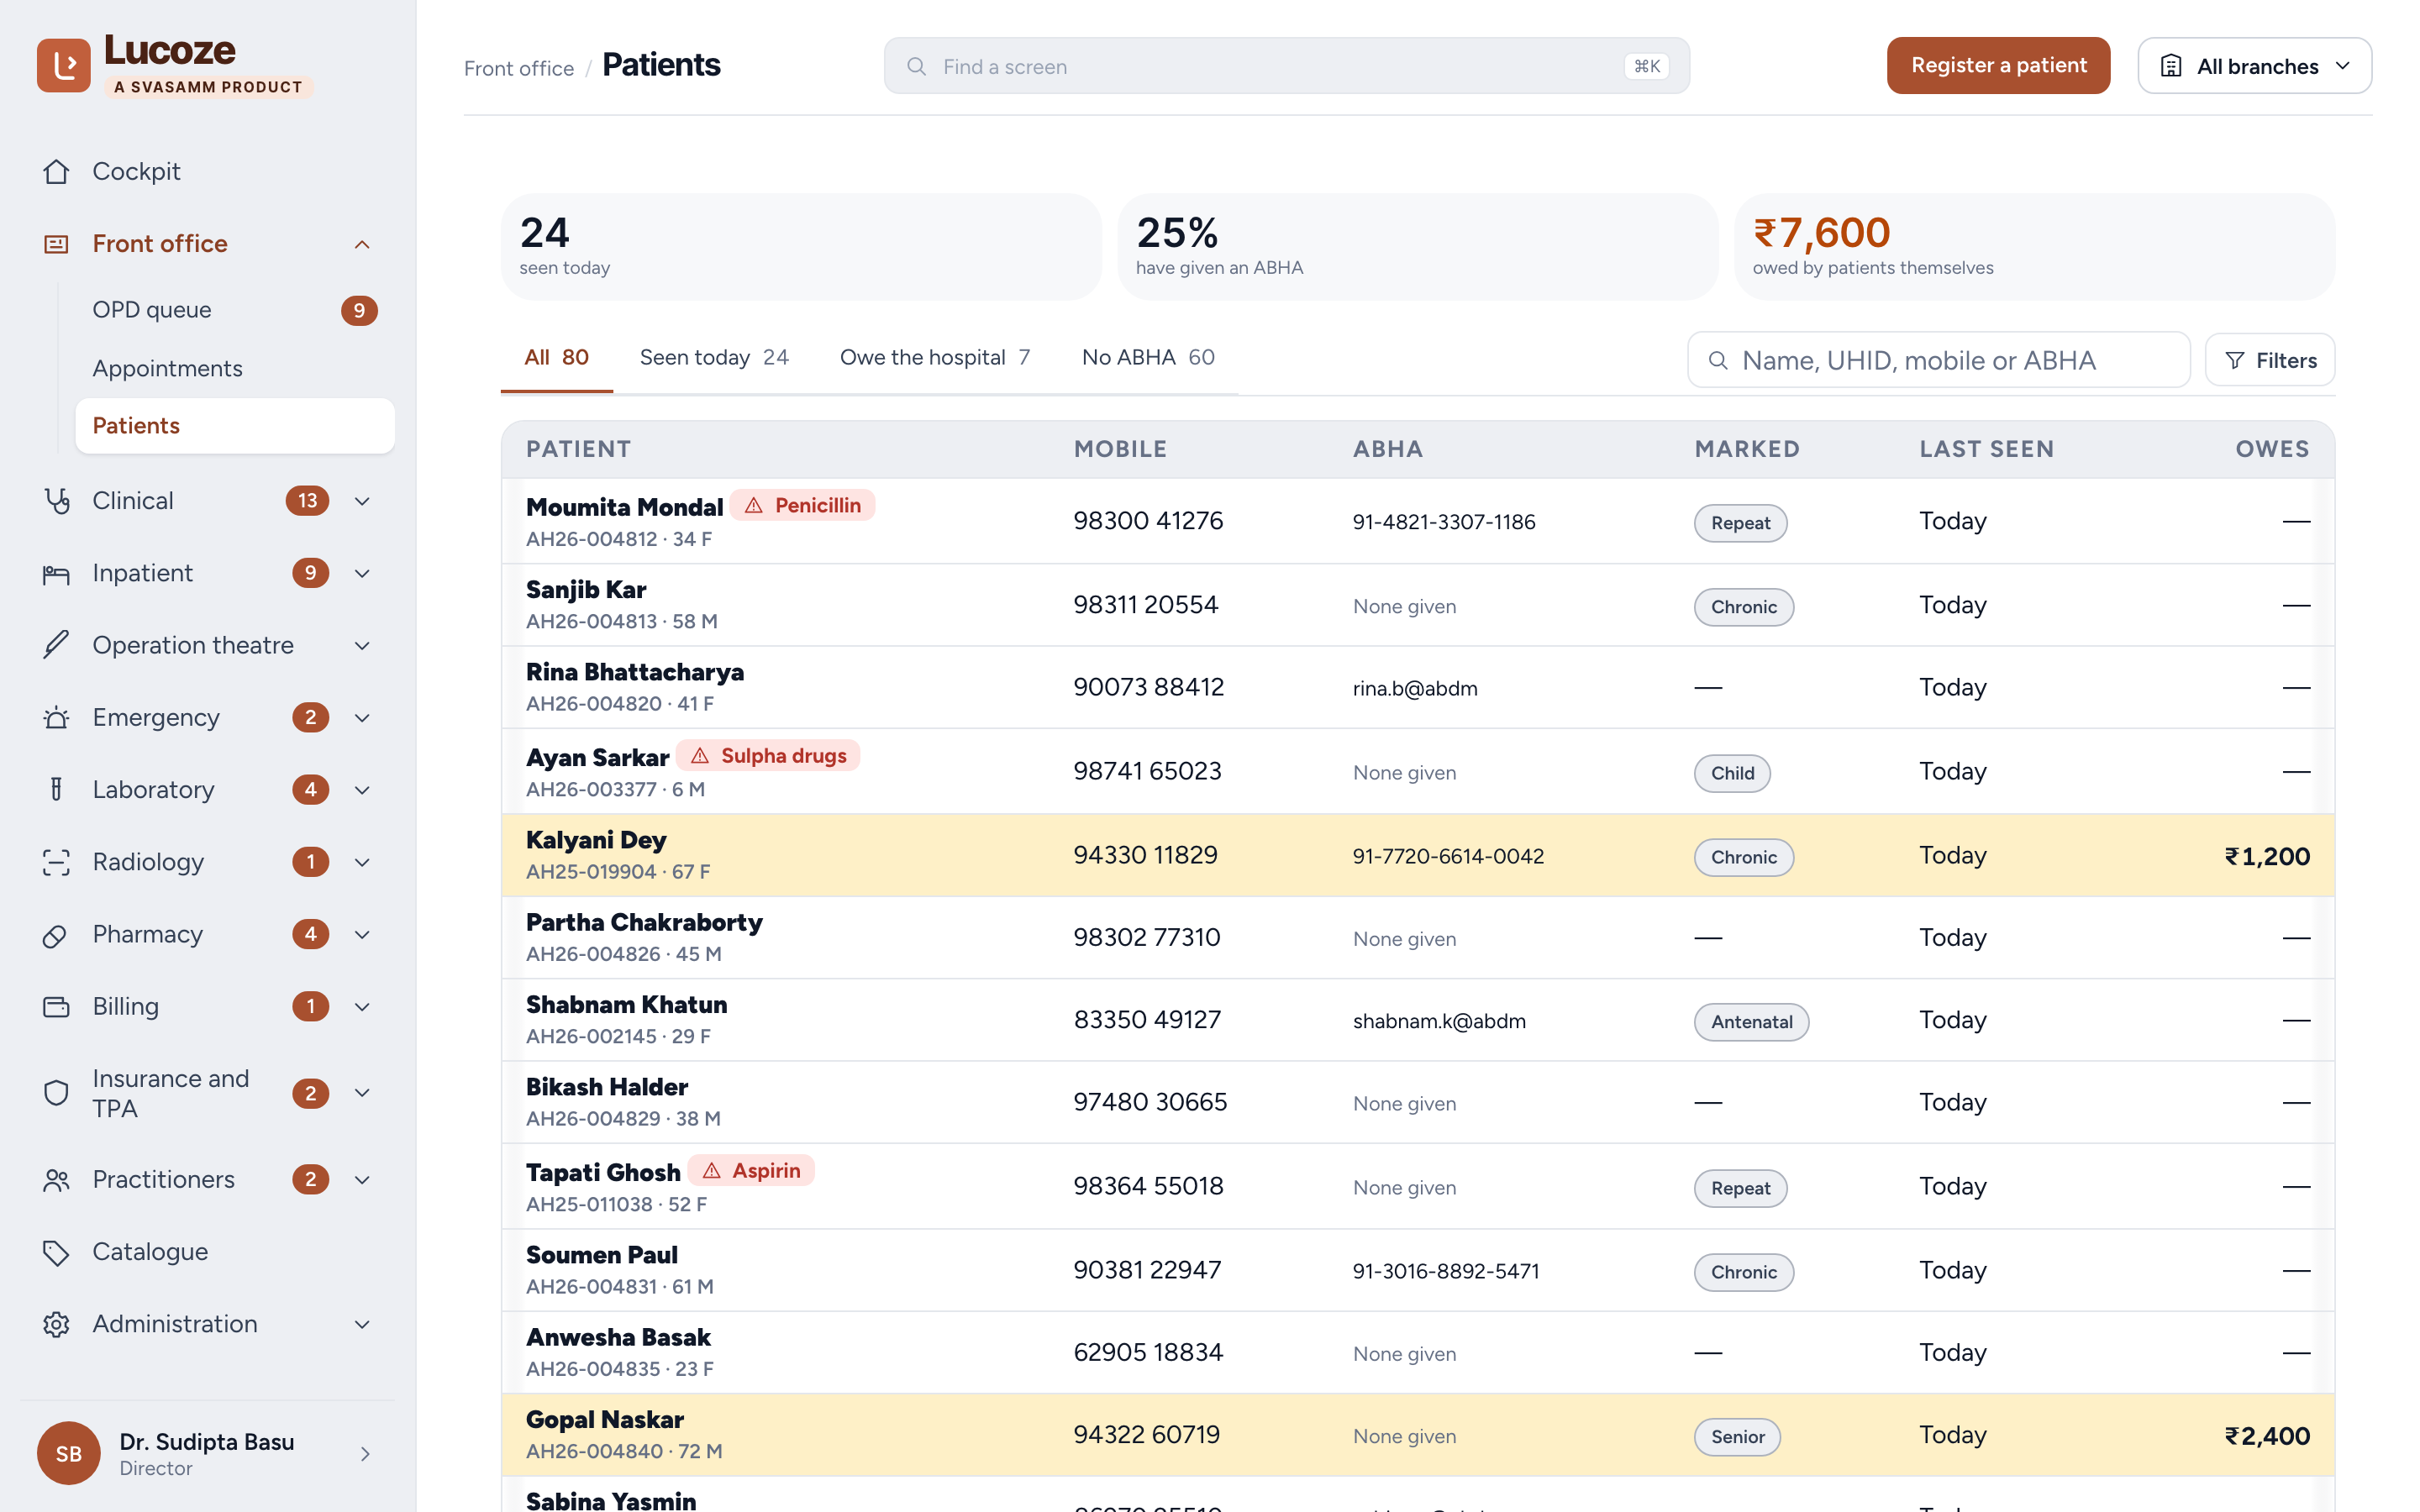 Lucoze
A SVASAMM PRODUCT
Cockpit
Front office
OPD queue 9
Appointments
Patients
Clinical 13
Inpatient 9
Operation theatre
Emergency 2
Laboratory 4
Radiology 1
Pharmacy 4
Billing 1
Insurance and
TPA 2
Practitioners 2
Catalogue
Administration
SB
Dr. Sudipta Basu
Director
Front office / Patients
Find a screen ⌘K
Register a patient
All branches
24
seen today
25%
have given an ABHA
₹7,600
owed by patients themselves
All 80 Seen today 24 Owe the hospital 7 No ABHA 60
Name, UHID, mobile or ABHA
Filters
PATIENT MOBILE ABHA MARKED LAST SEEN OWES
Moumita Mondal Penicillin
AH26-004812 · 34 F
98300 41276 91-4821-3307-1186 Repeat Today —
Sanjib Kar
AH26-004813 · 58 M
98311 20554 None given Chronic Today —
Rina Bhattacharya
AH26-004820 · 41 F
90073 88412 rina.b@abdm — Today —
Ayan Sarkar Sulpha drugs
AH26-003377 · 6 M
98741 65023 None given Child Today —
Kalyani Dey
AH25-019904 · 67 F
94330 11829 91-7720-6614-0042 Chronic Today ₹1,200
Partha Chakraborty
AH26-004826 · 45 M
98302 77310 None given — Today —
Shabnam Khatun
AH26-002145 · 29 F
83350 49127 shabnam.k@abdm Antenatal Today —
Bikash Halder
AH26-004829 · 38 M
97480 30665 None given — Today —
Tapati Ghosh Aspirin
AH25-011038 · 52 F
98364 55018 None given Repeat Today —
Soumen Paul
AH26-004831 · 61 M
90381 22947 91-3016-8892-5471 Chronic Today —
Anwesha Basak
AH26-004835 · 23 F
62905 18834 None given — Today —
Gopal Naskar
AH26-004840 · 72 M
94322 60719 None given Senior Today ₹2,400
Sabina Yasmin